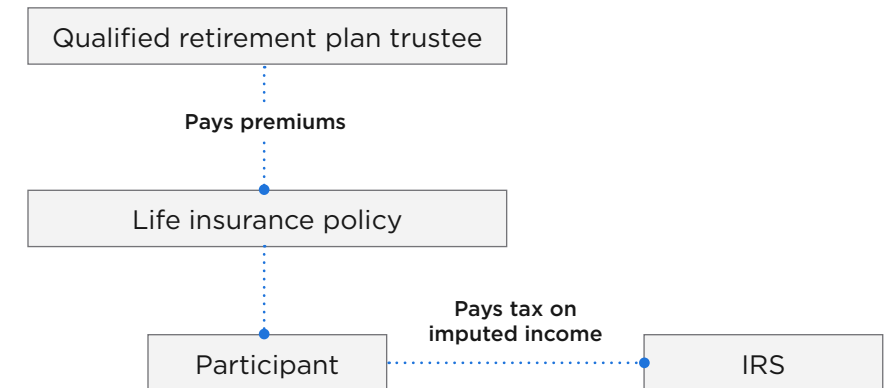 Qualified retirement plan trustee
Pays premiums
Life insurance policy
Pays tax on
imputed income
Participant
IRS